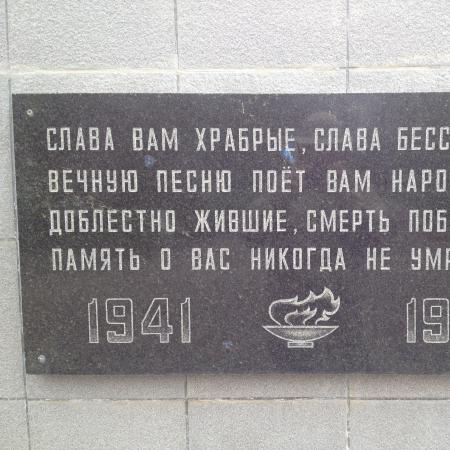 СЛАВА ВАМ ХРАБРЫЕ, СЛАВА БЕСС
ВЕЧНУЮ ПЕСНЮ ПОЁТ ВАМ НАРО
ДОБЛЕСТНО ЖИВШИЕ, СМЕРТЬ ПОБ
ПАМЯТЬ О ВАС НИКОГДА НЕ УМР
1941 19